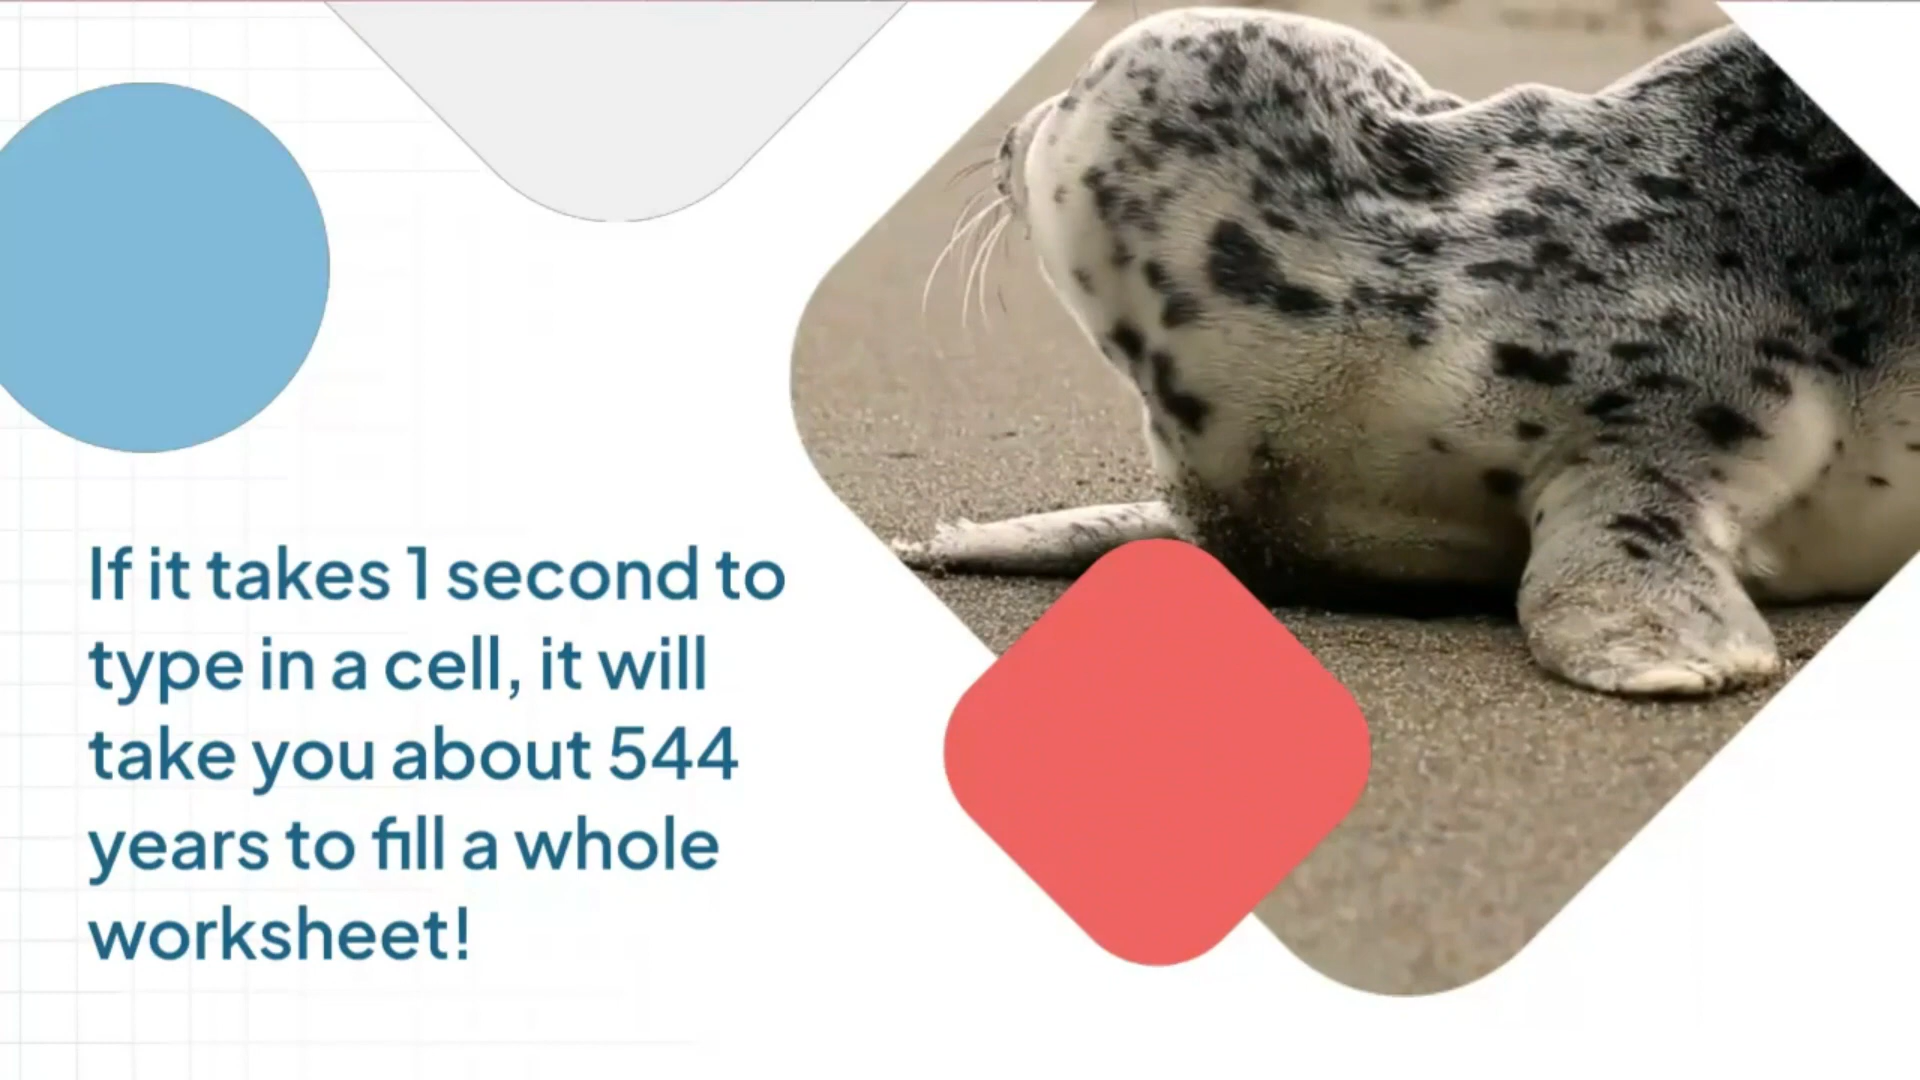 If it takes 1 second to
type in a cell, it will
take you about 544
years to fill a whole
worksheet!